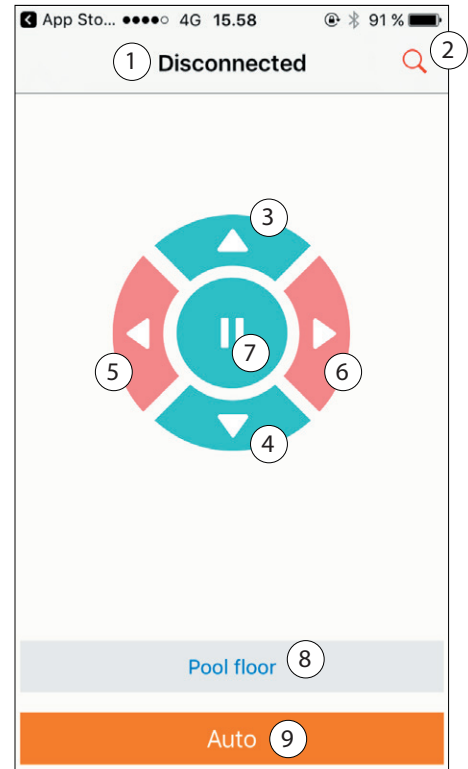 App Sto... 4G 15.58 91 %
1 Disconnected 2
3
7
5 6
4
Pool floor 8
Auto 9